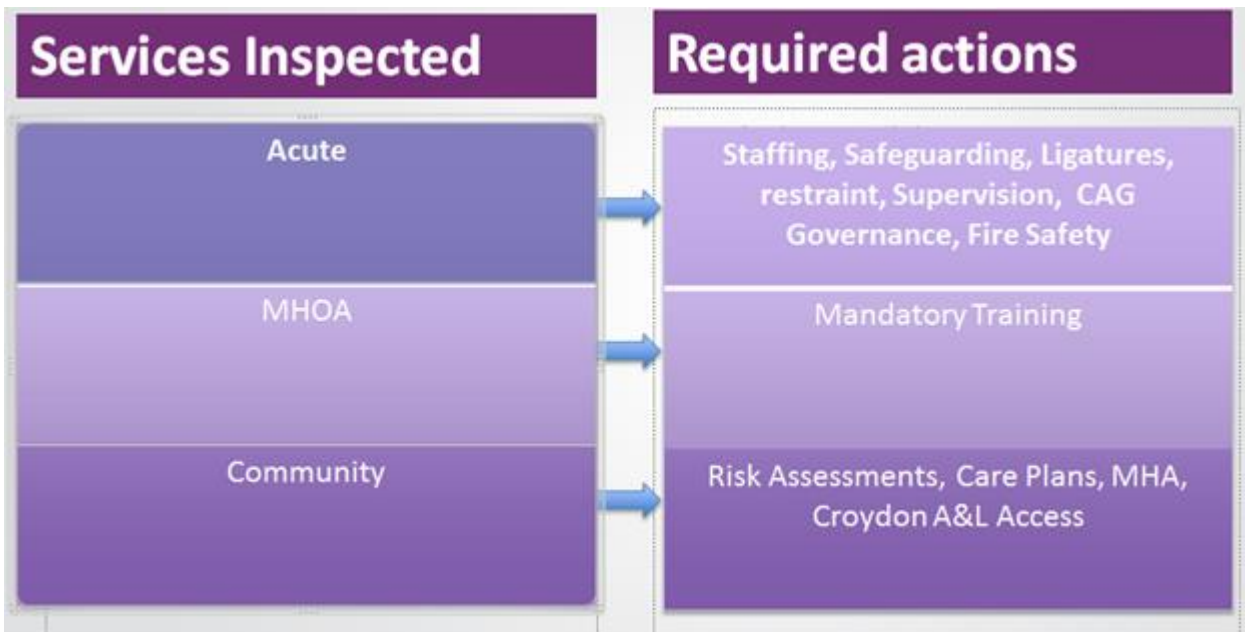 Services Inspected
Required actions
Acute
Staffing, Safeguarding, Ligatures,
restraint, Supervision, CAG
Governance, Fire Safety
MHOA
Mandatory Training
Community
Risk Assessments, Care Plans, MHA,
Croydon A&L Access